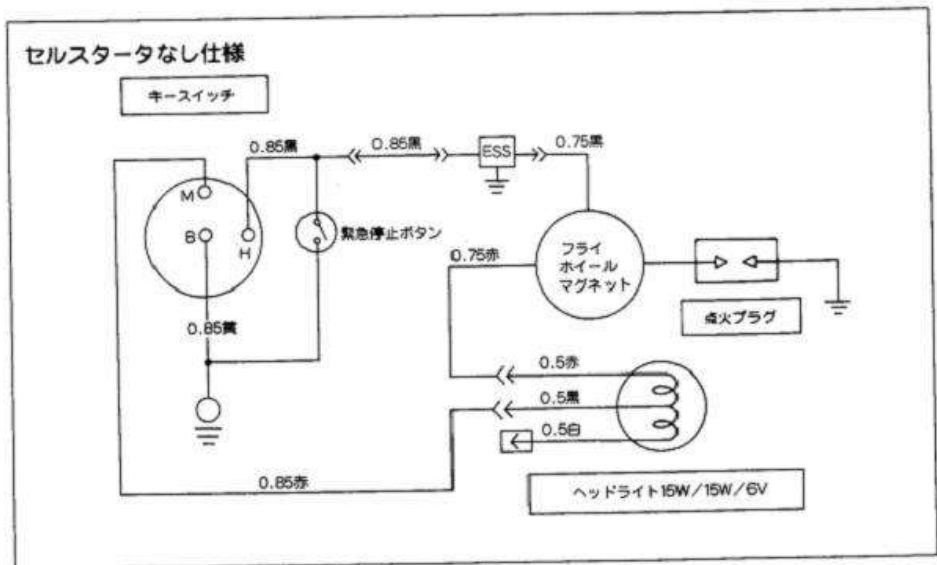 セルスタータなし仕様
キースイッチ
0.85黒
0.85黒
ESS
0.75黒
M
B
H
緊急停止ボタン
0.75赤
フライ
ホイール
マグネット
点火プラグ
0.85黄
0.5赤
0.5黒
0.5白
0.85赤
ヘッドライト15W/15W/6V